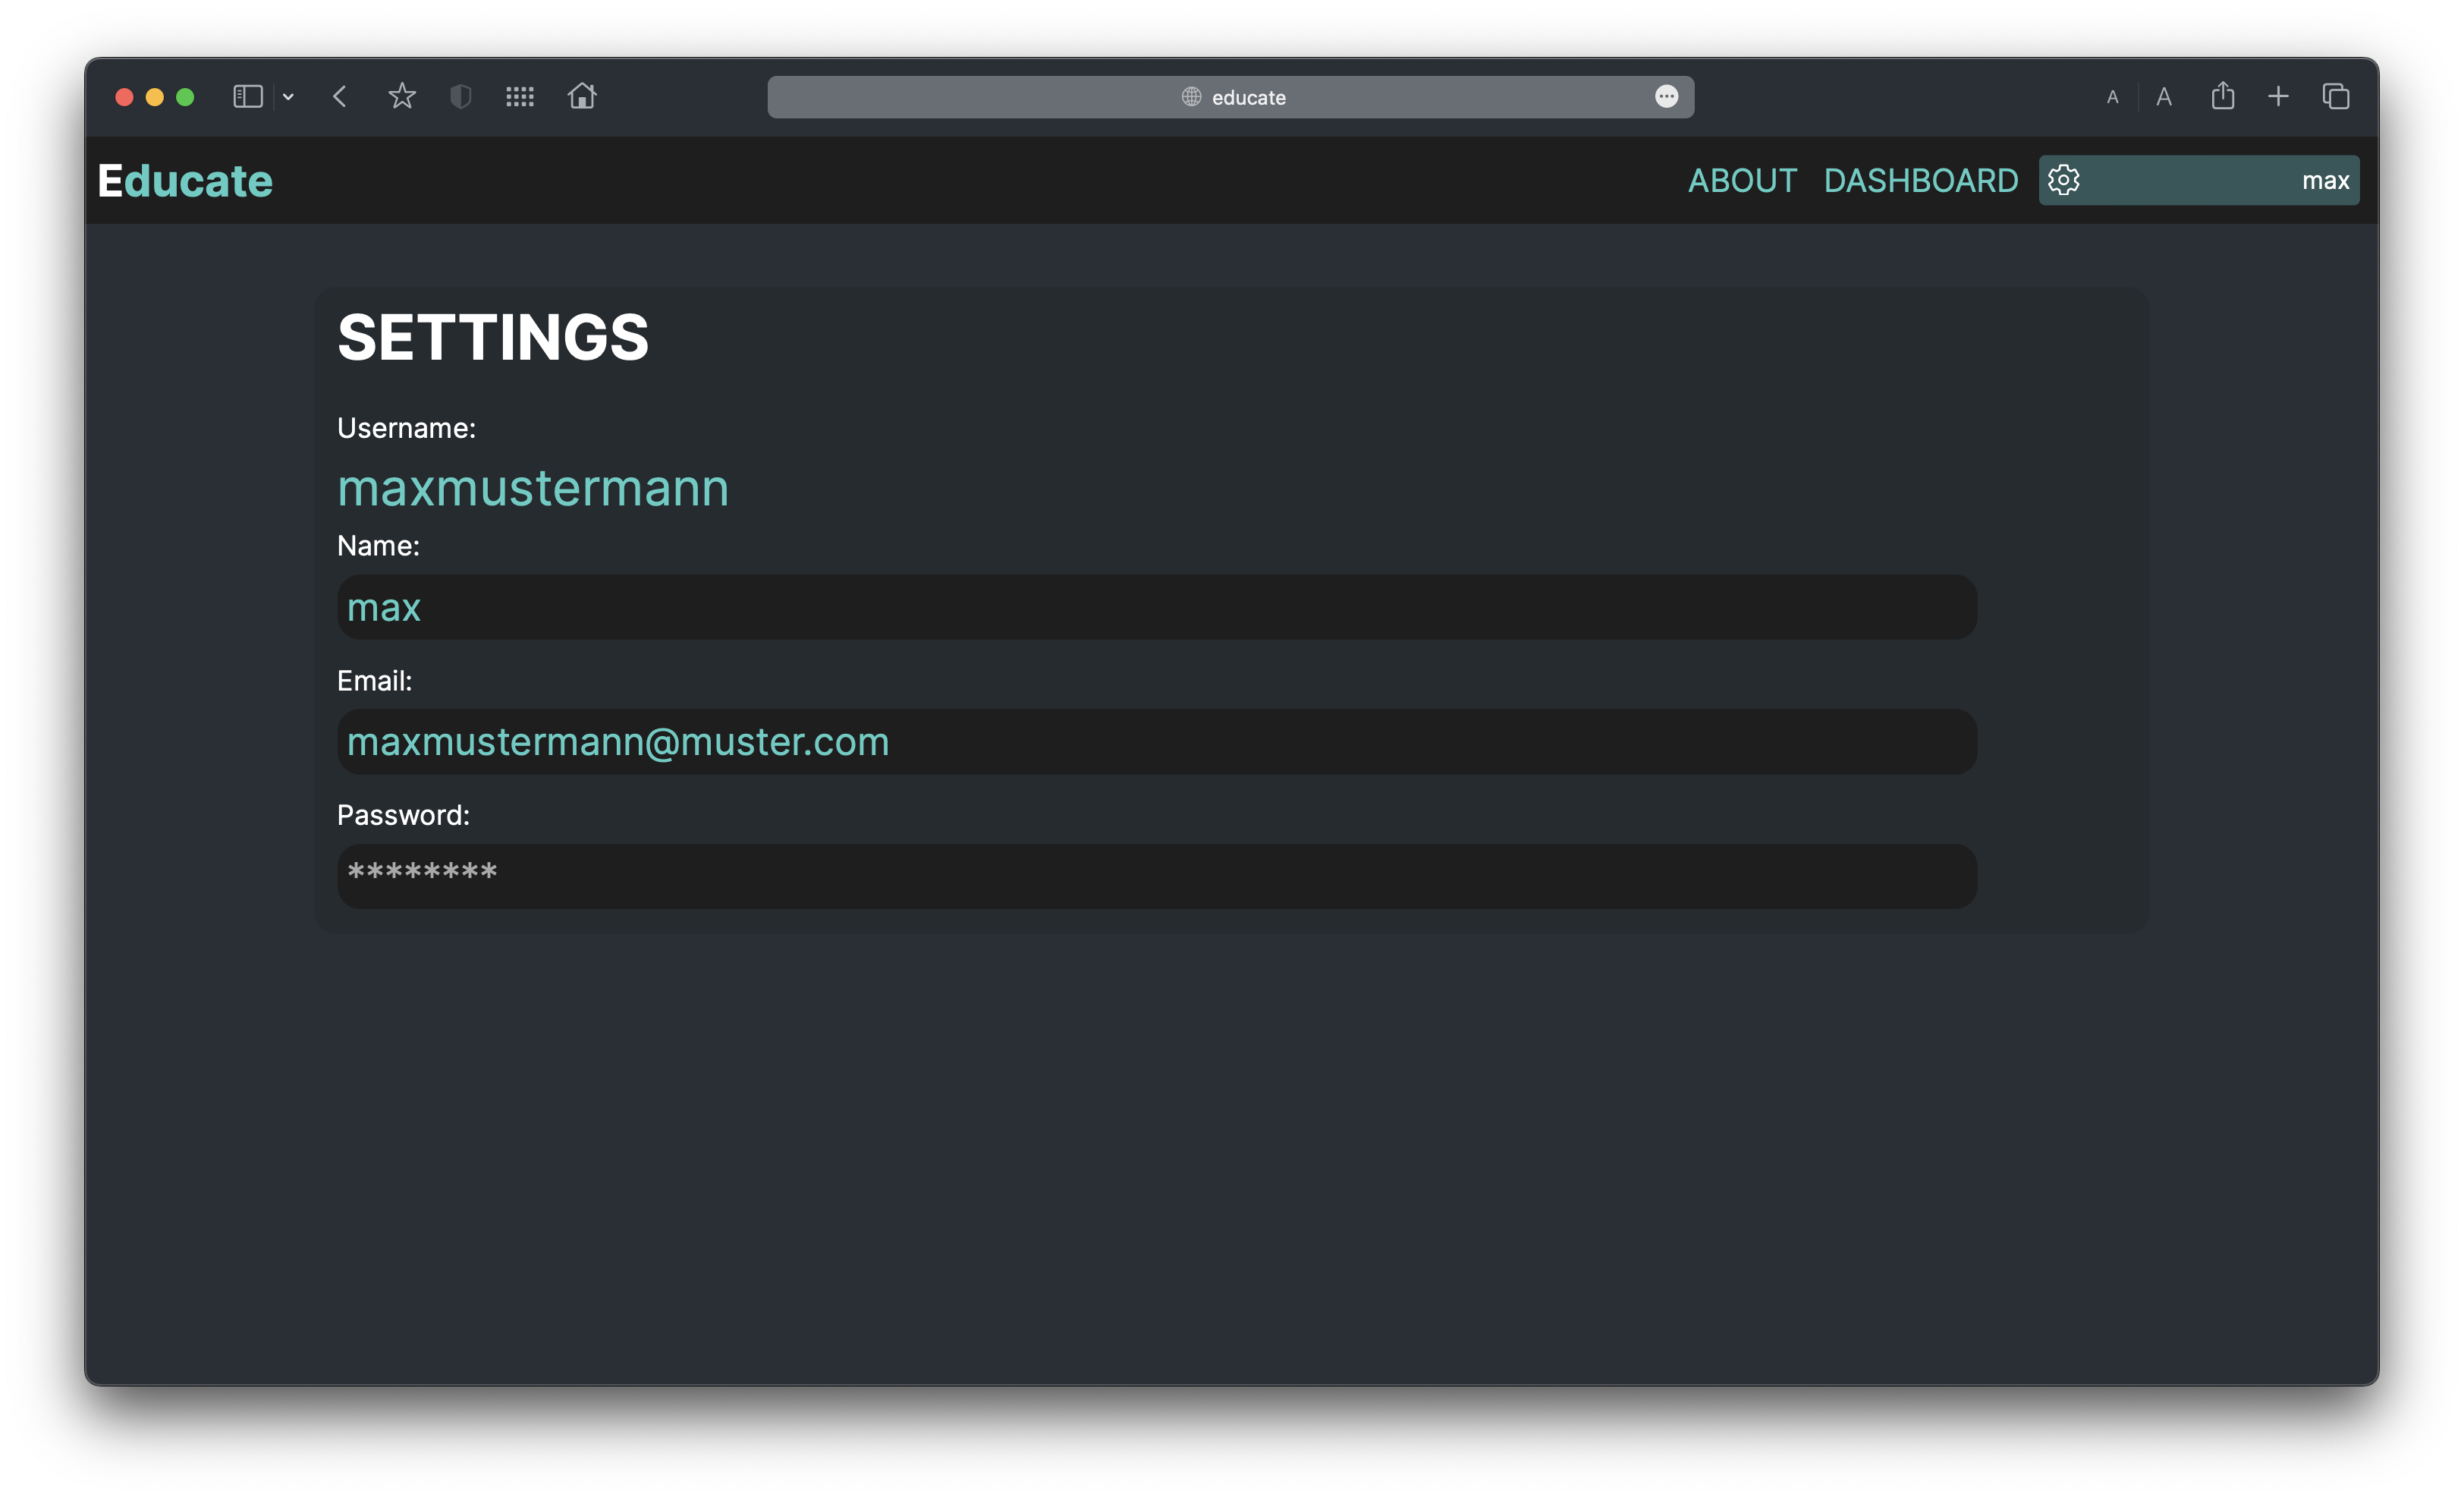 educate
A A
Educate
ABOUT DASHBOARD max
SETTINGS
Username:
maxmustermann
Name:
max
Email:
maxmustermann@muster.com
Password:
********